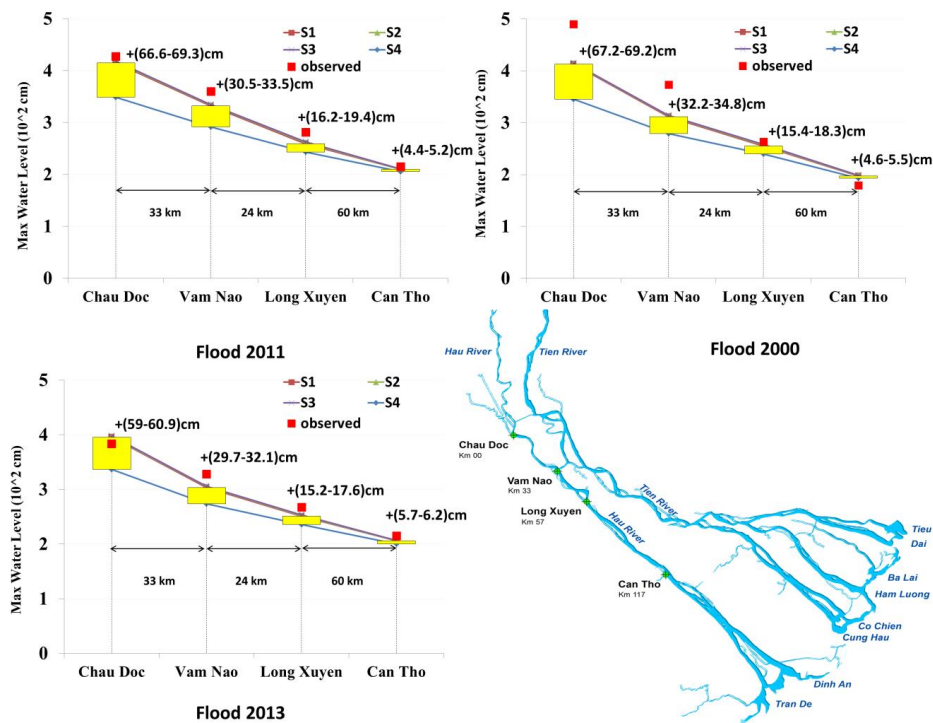 Max Water Level (10^2 cm)
5
4
3
2
1
0
S1
S2
S3
S4
observed
+(66.6-69.3)cm
+(30.5-33.5)cm
+(16.2-19.4)cm
+(4.4-5.2)cm
33 km
24 km
60 km
Chau Doc
Vam Nao
Long Xuyen
Can Tho
Flood 2011
Max Water Level (10^2 cm)
5
4
3
2
1
0
S1
S2
S3
S4
observed
+(67.2-69.2)cm
+(32.2-34.8)cm
+(15.4-18.3)cm
+(4.6-5.5)cm
33 km
24 km
60 km
Chau Doc
Vam Nao
Long Xuyen
Can Tho
Flood 2000
Max Water Level (10^2 cm)
5
4
3
2
1
0
S1
S2
S3
S4
observed
+(59-60.9)cm
+(29.7-32.1)cm
+(15.2-17.6)cm
+(5.7-6.2)cm
33 km
24 km
60 km
Chau Doc
Vam Nao
Long Xuyen
Can Tho
Flood 2013
Hau River
Tien River
Chau Doc
Km 00
Vam Nao
Km 33
Long Xuyen
Km 57
Tien River
Hau River
Can Tho
Km 117
Tieu
Dai
Ba Lai
Ham Luong
Co Chien
Cung Hau
Dinh An
Tran De